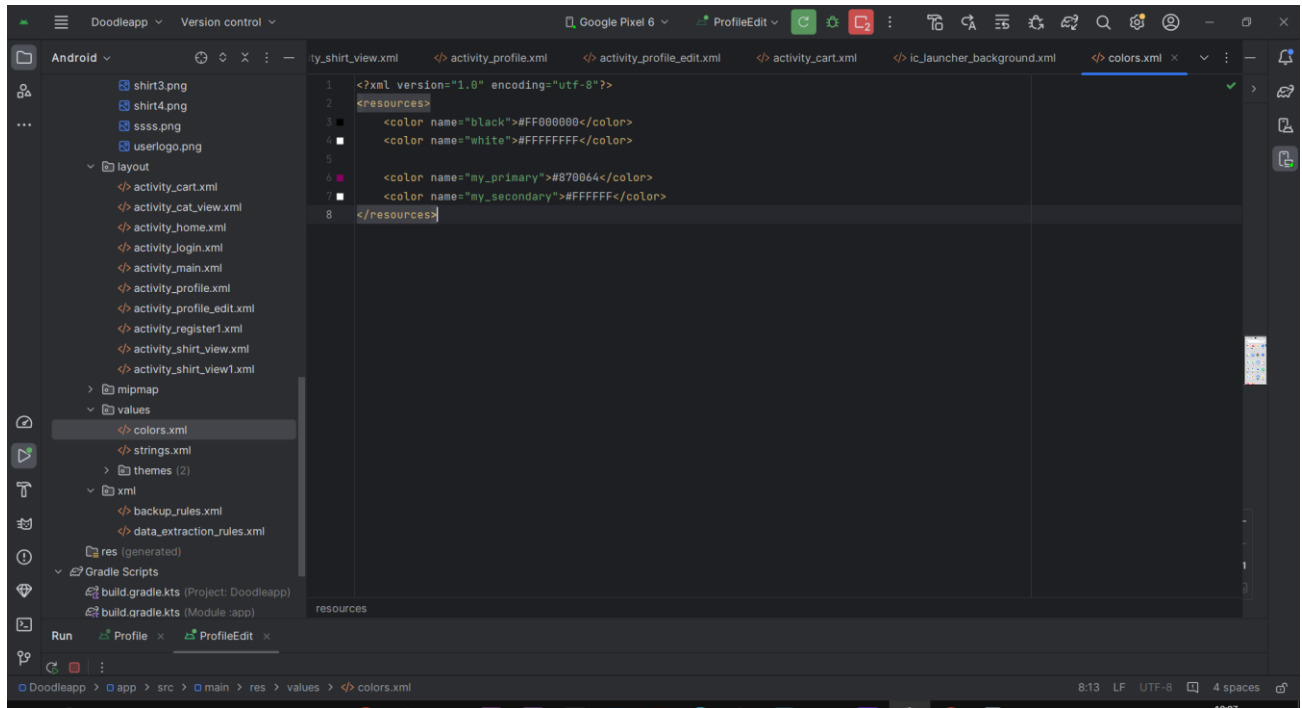 Doodleapp Version control Google Pixel 6 ProfileEdit 2
Android
ty_shirt_view.xml activity_profile.xml activity_profile_edit.xml activity_cart.xml ic_launcher_background.xml colors.xml
shirt3.png
shirt4.png
ssss.png
userlogo.png
layout
activity_cart.xml
activity_cat_view.xml
activity_home.xml
activity_login.xml
activity_main.xml
activity_profile.xml
activity_profile_edit.xml
activity_register1.xml
activity_shirt_view.xml
activity_shirt_view1.xml
mipmap
values
colors.xml
strings.xml
themes (2)
xml
backup_rules.xml
data_extraction_rules.xml
res (generated)
Gradle Scripts
build.gradle.kts (Project: Doodleapp)
build.gradle.kts (Module :app)
1 <?xml version="1.0" encoding="utf-8"?>
2 <resources>
3 <color name="black">#FF000000</color>
4 <color name="white">#FFFFFFFF</color>
5
6 <color name="my_primary">#870064</color>
7 <color name="my_secondary">#FFFFFF</color>
8 </resources>
resources
Run Profile ProfileEdit
Doodleapp > app > src > main > res > values > colors.xml
8:13 LF UTF-8 4 spaces